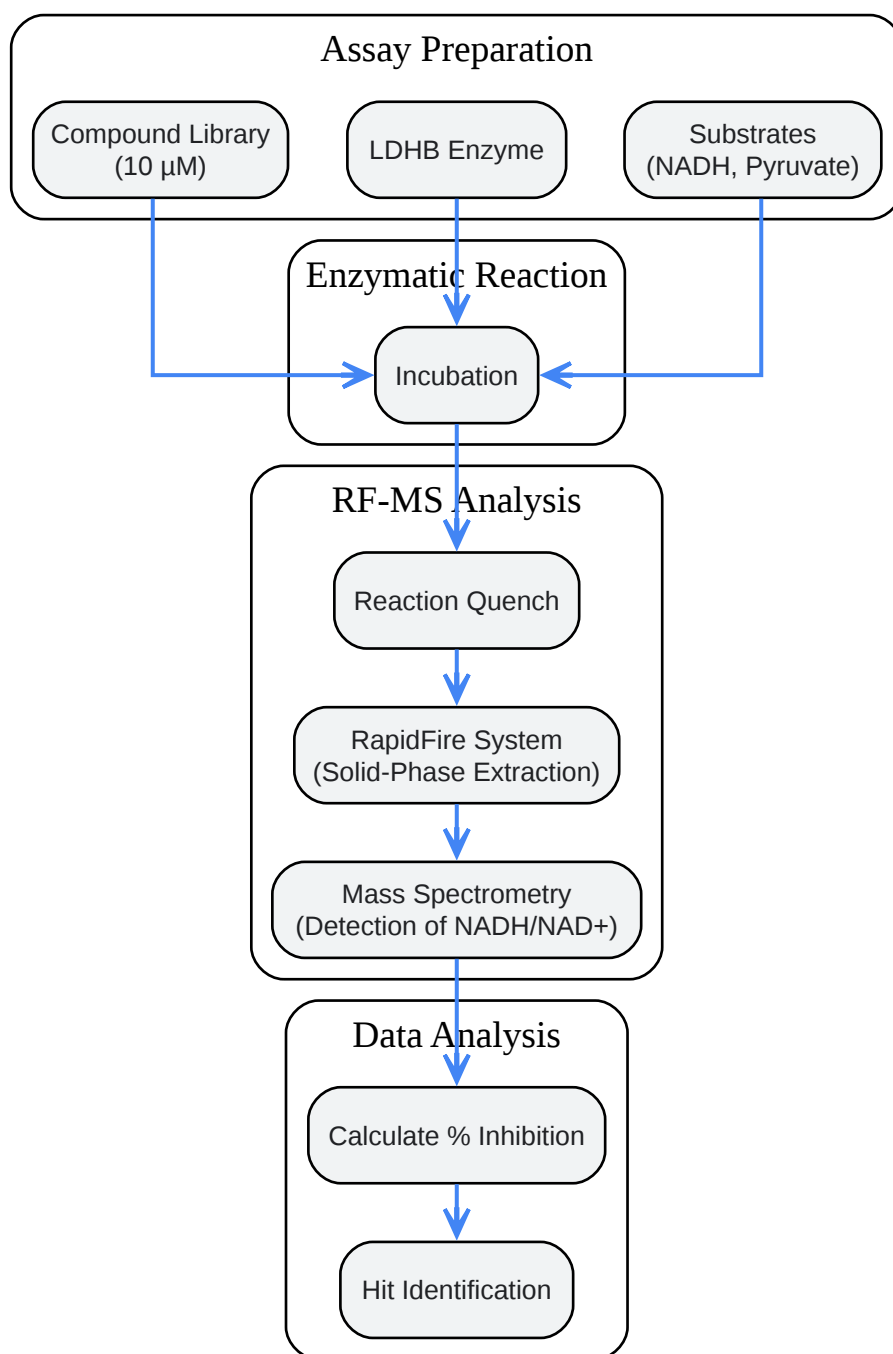 Assay Preparation
Compound Library
(10 µM)
LDHB Enzyme
Substrates
(NADH, Pyruvate)
Enzymatic Reaction
Incubation
RF-MS Analysis
Reaction Quench
RapidFire System
(Solid-Phase Extraction)
Mass Spectrometry
(Detection of NADH/NAD+)
Data Analysis
Calculate % Inhibition
Hit Identification